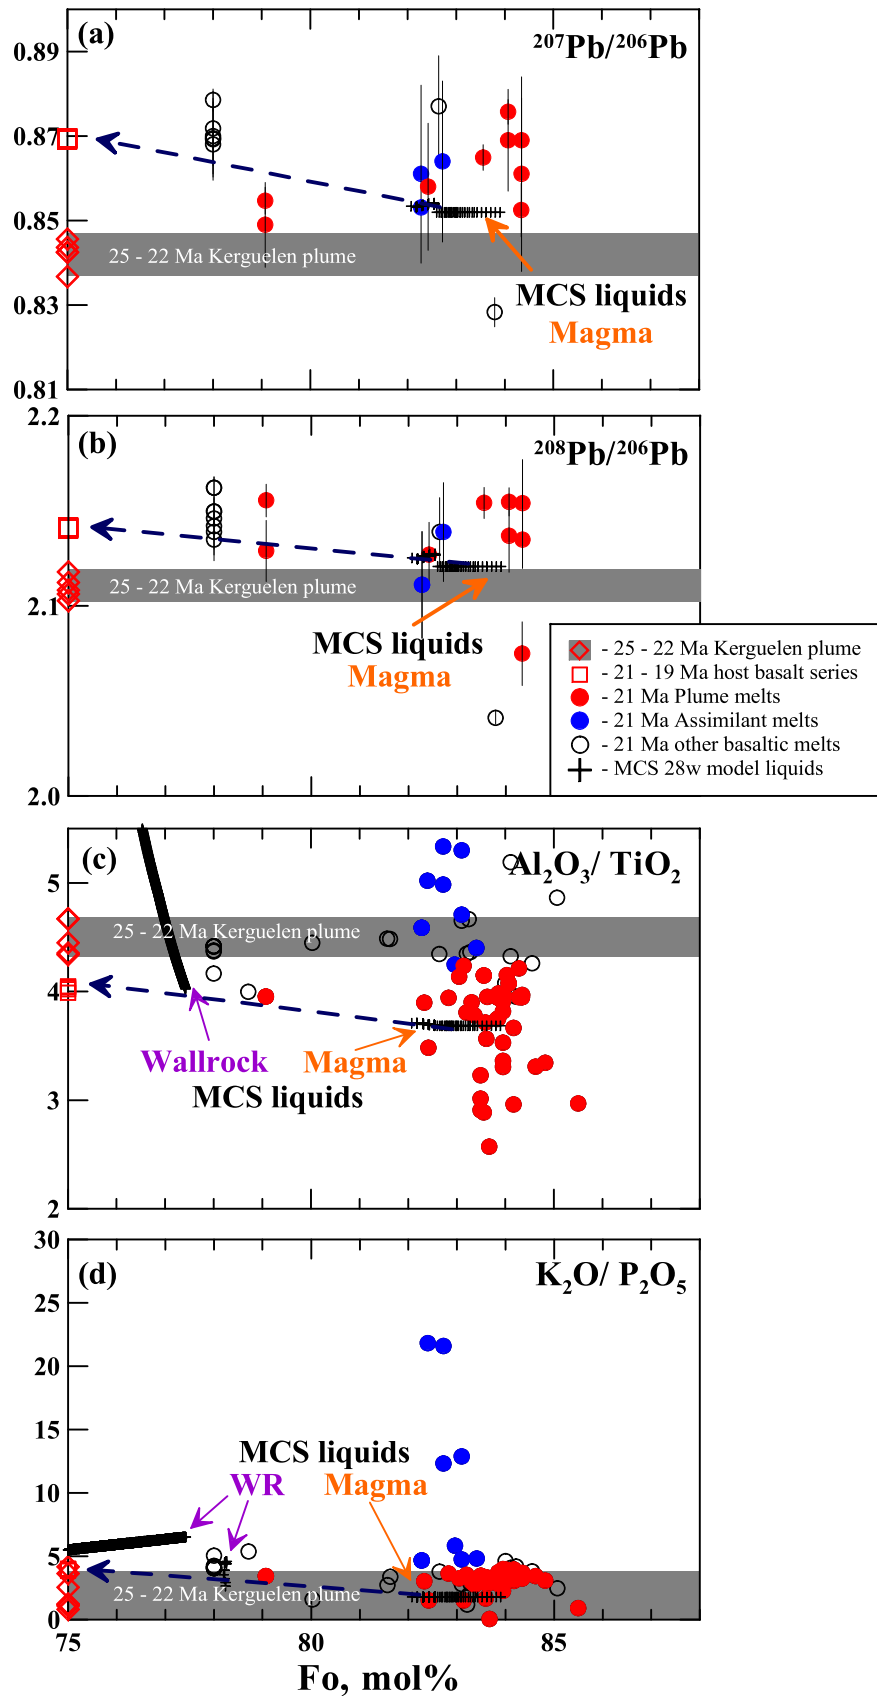 (a)
²⁰⁷Pb/²⁰⁶Pb
0.89
0.87
0.85
0.83
0.81
25 - 22 Ma Kerguelen plume
MCS liquids
Magma
(b)
²⁰⁸Pb/²⁰⁶Pb
2.2
2.1
2.0
25 - 22 Ma Kerguelen plume
MCS liquids
Magma
- 25 - 22 Ma Kerguelen plume
- 21 - 19 Ma host basalt series
- 21 Ma Plume melts
- 21 Ma Assimilant melts
- 21 Ma other basaltic melts
- MCS 28w model liquids
(c)
Al₂O₃/ TiO₂
5
4
3
2
25 - 22 Ma Kerguelen plume
Wallrock
Magma
MCS liquids
(d)
K₂O/ P₂O₅
30
25
20
15
10
5
0
MCS liquids
WR
Magma
25 - 22 Ma Kerguelen plume
75
80
85
Fo, mol%